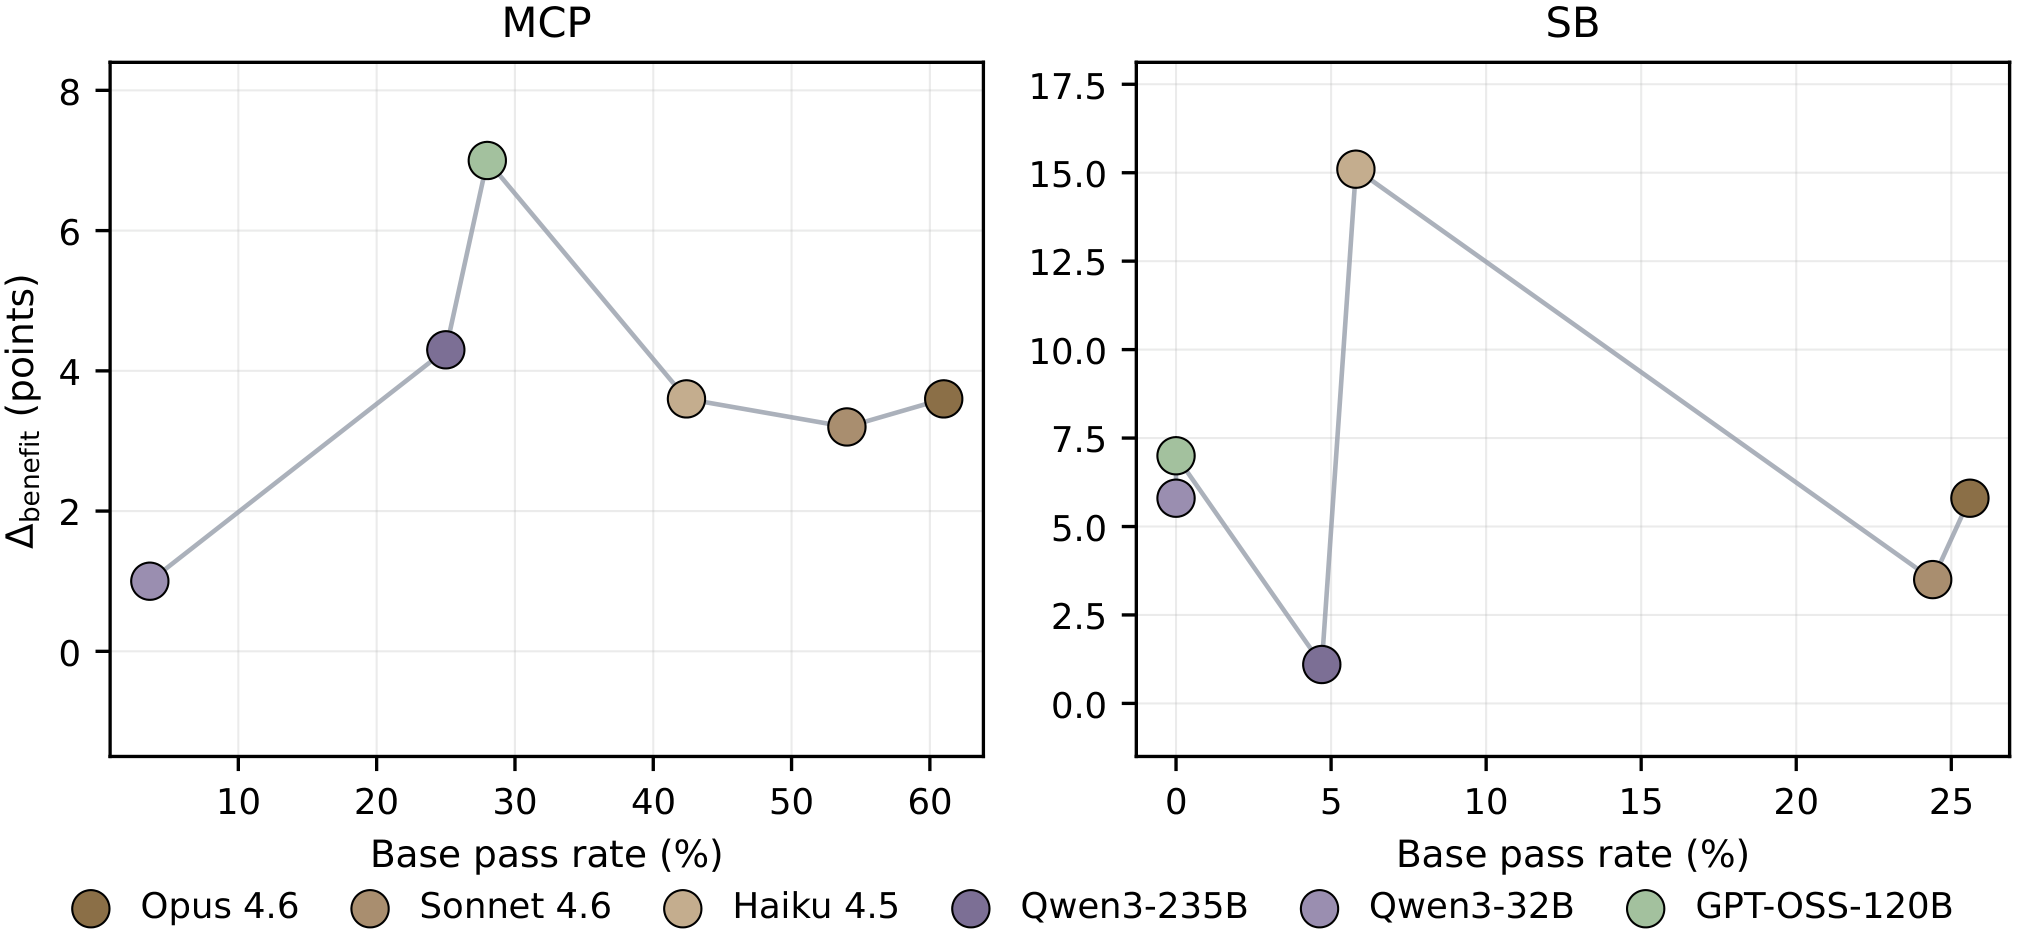 MCP
SB
8
6
4
2
0
Δbenefit (points)
10 20 30 40 50 60
Base pass rate (%)
17.5
15.0
12.5
10.0
7.5
5.0
2.5
0.0
0 5 10 15 20 25
Base pass rate (%)
Opus 4.6 Sonnet 4.6 Haiku 4.5 Qwen3-235B Qwen3-32B GPT-OSS-120B